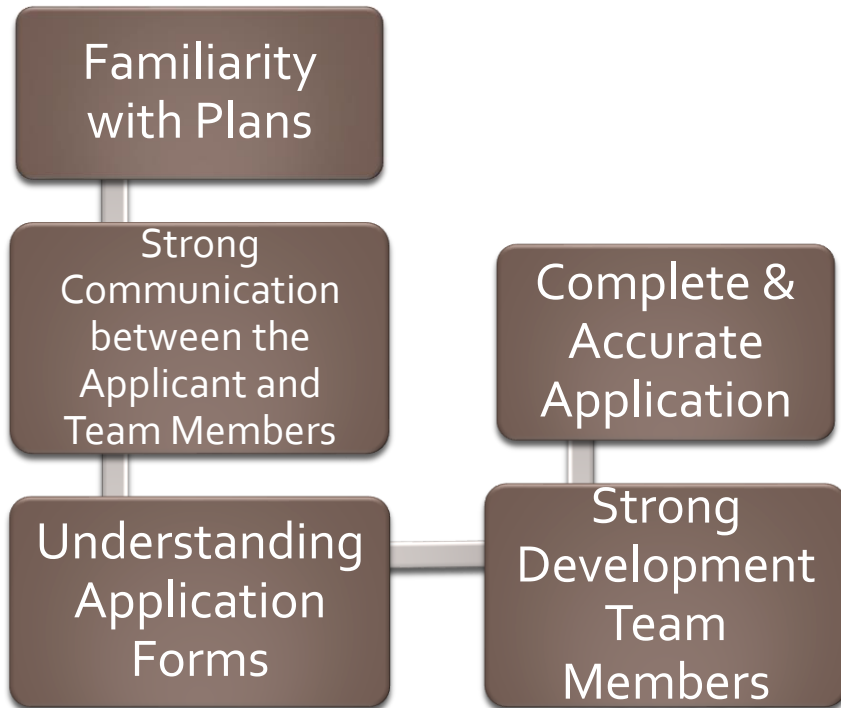 Familiarity
with Plans
Strong
Communication
between the
Applicant and
Team Members
Understanding
Application
Forms
Strong
Development
Team
Members
Complete &
Accurate
Application